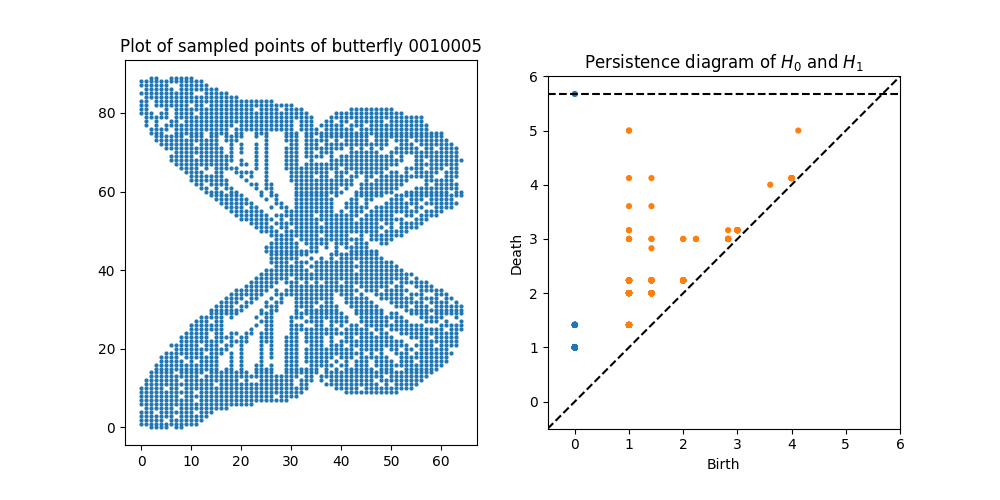 Plot of sampled points of butterfly 0010005
80
60
40
20
0
0 10 20 30 40 50 60
Persistence diagram of H₀ and H₁
6
5
4
3
2
1
0
Death
0 1 2 3 4 5 6
Birth